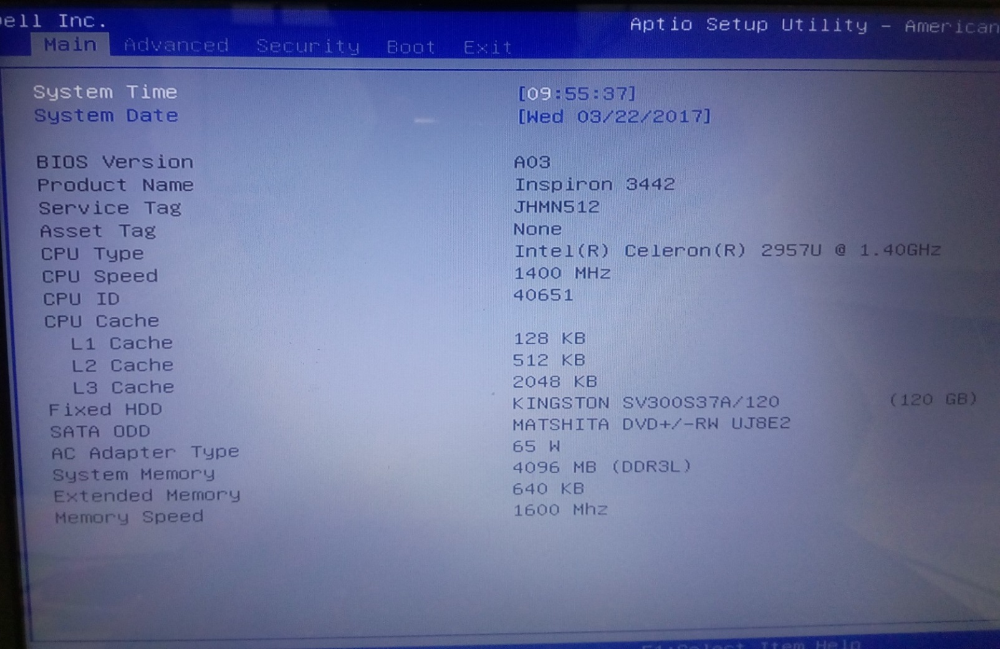 ell Inc.
Aptio Setup Utility - American
Main Advanced Security Boot Exit
System Time [09:55:37]
System Date [Wed 03/22/2017]
BIOS Version A03
Product Name Inspiron 3442
Service Tag JHMN512
Asset Tag None
CPU Type Intel(R) Celeron(R) 2957U @ 1.40GHz
CPU Speed 1400 MHz
CPU ID 40651
CPU Cache
L1 Cache 128 KB
L2 Cache 512 KB
L3 Cache 2048 KB
Fixed HDD KINGSTON SV300S37A/120 (120 GB)
SATA ODD MATSHITA DVD+/-RW UJ8E2
AC Adapter Type 65 W
System Memory 4096 MB (DDR3L)
Extended Memory 640 KB
Memory Speed 1600 Mhz
Select Item Help